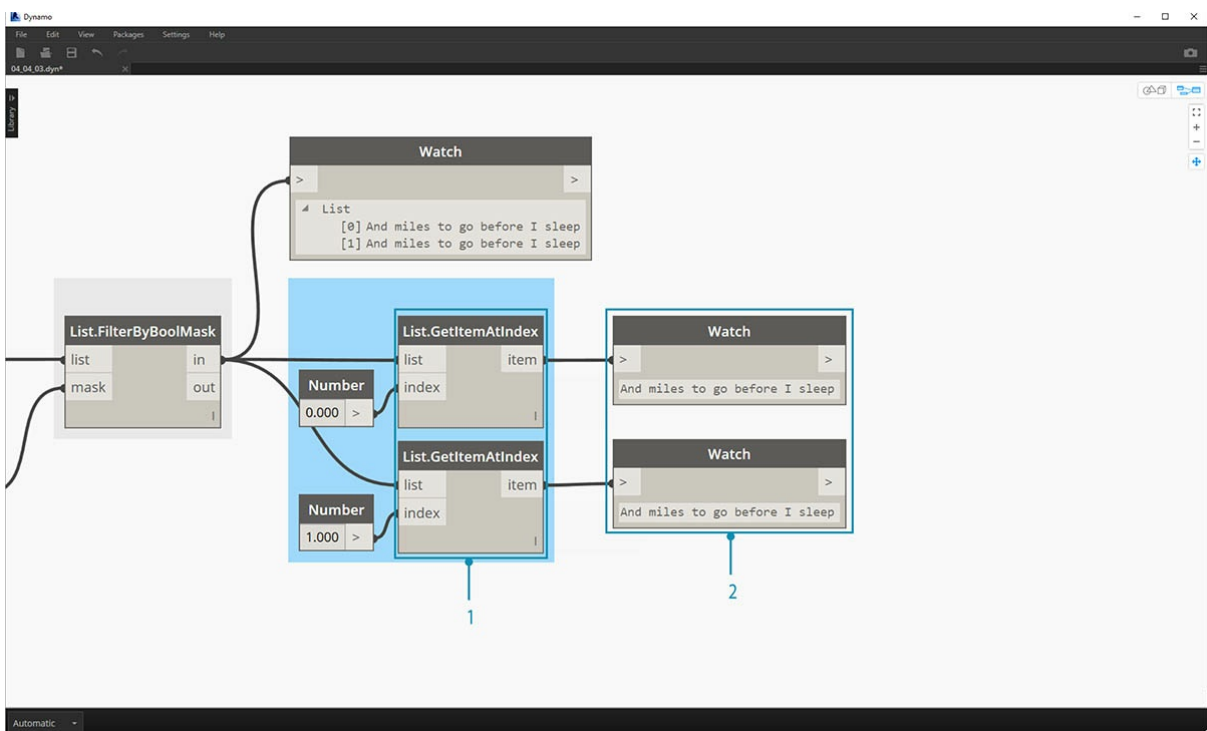 Dynamo
File Edit View Packages Settings Help
04_04_03.dyn*
Library
Watch
> >
List
[0] And miles to go before I sleep
[1] And miles to go before I sleep
List.FilterByBoolMask
list in
mask out
Number
0.000 >
List.GetItemAtIndex
list item
index
Watch
> >
And miles to go before I sleep
Number
1.000 >
List.GetItemAtIndex
list item
index
Watch
> >
And miles to go before I sleep
1
2
Automatic